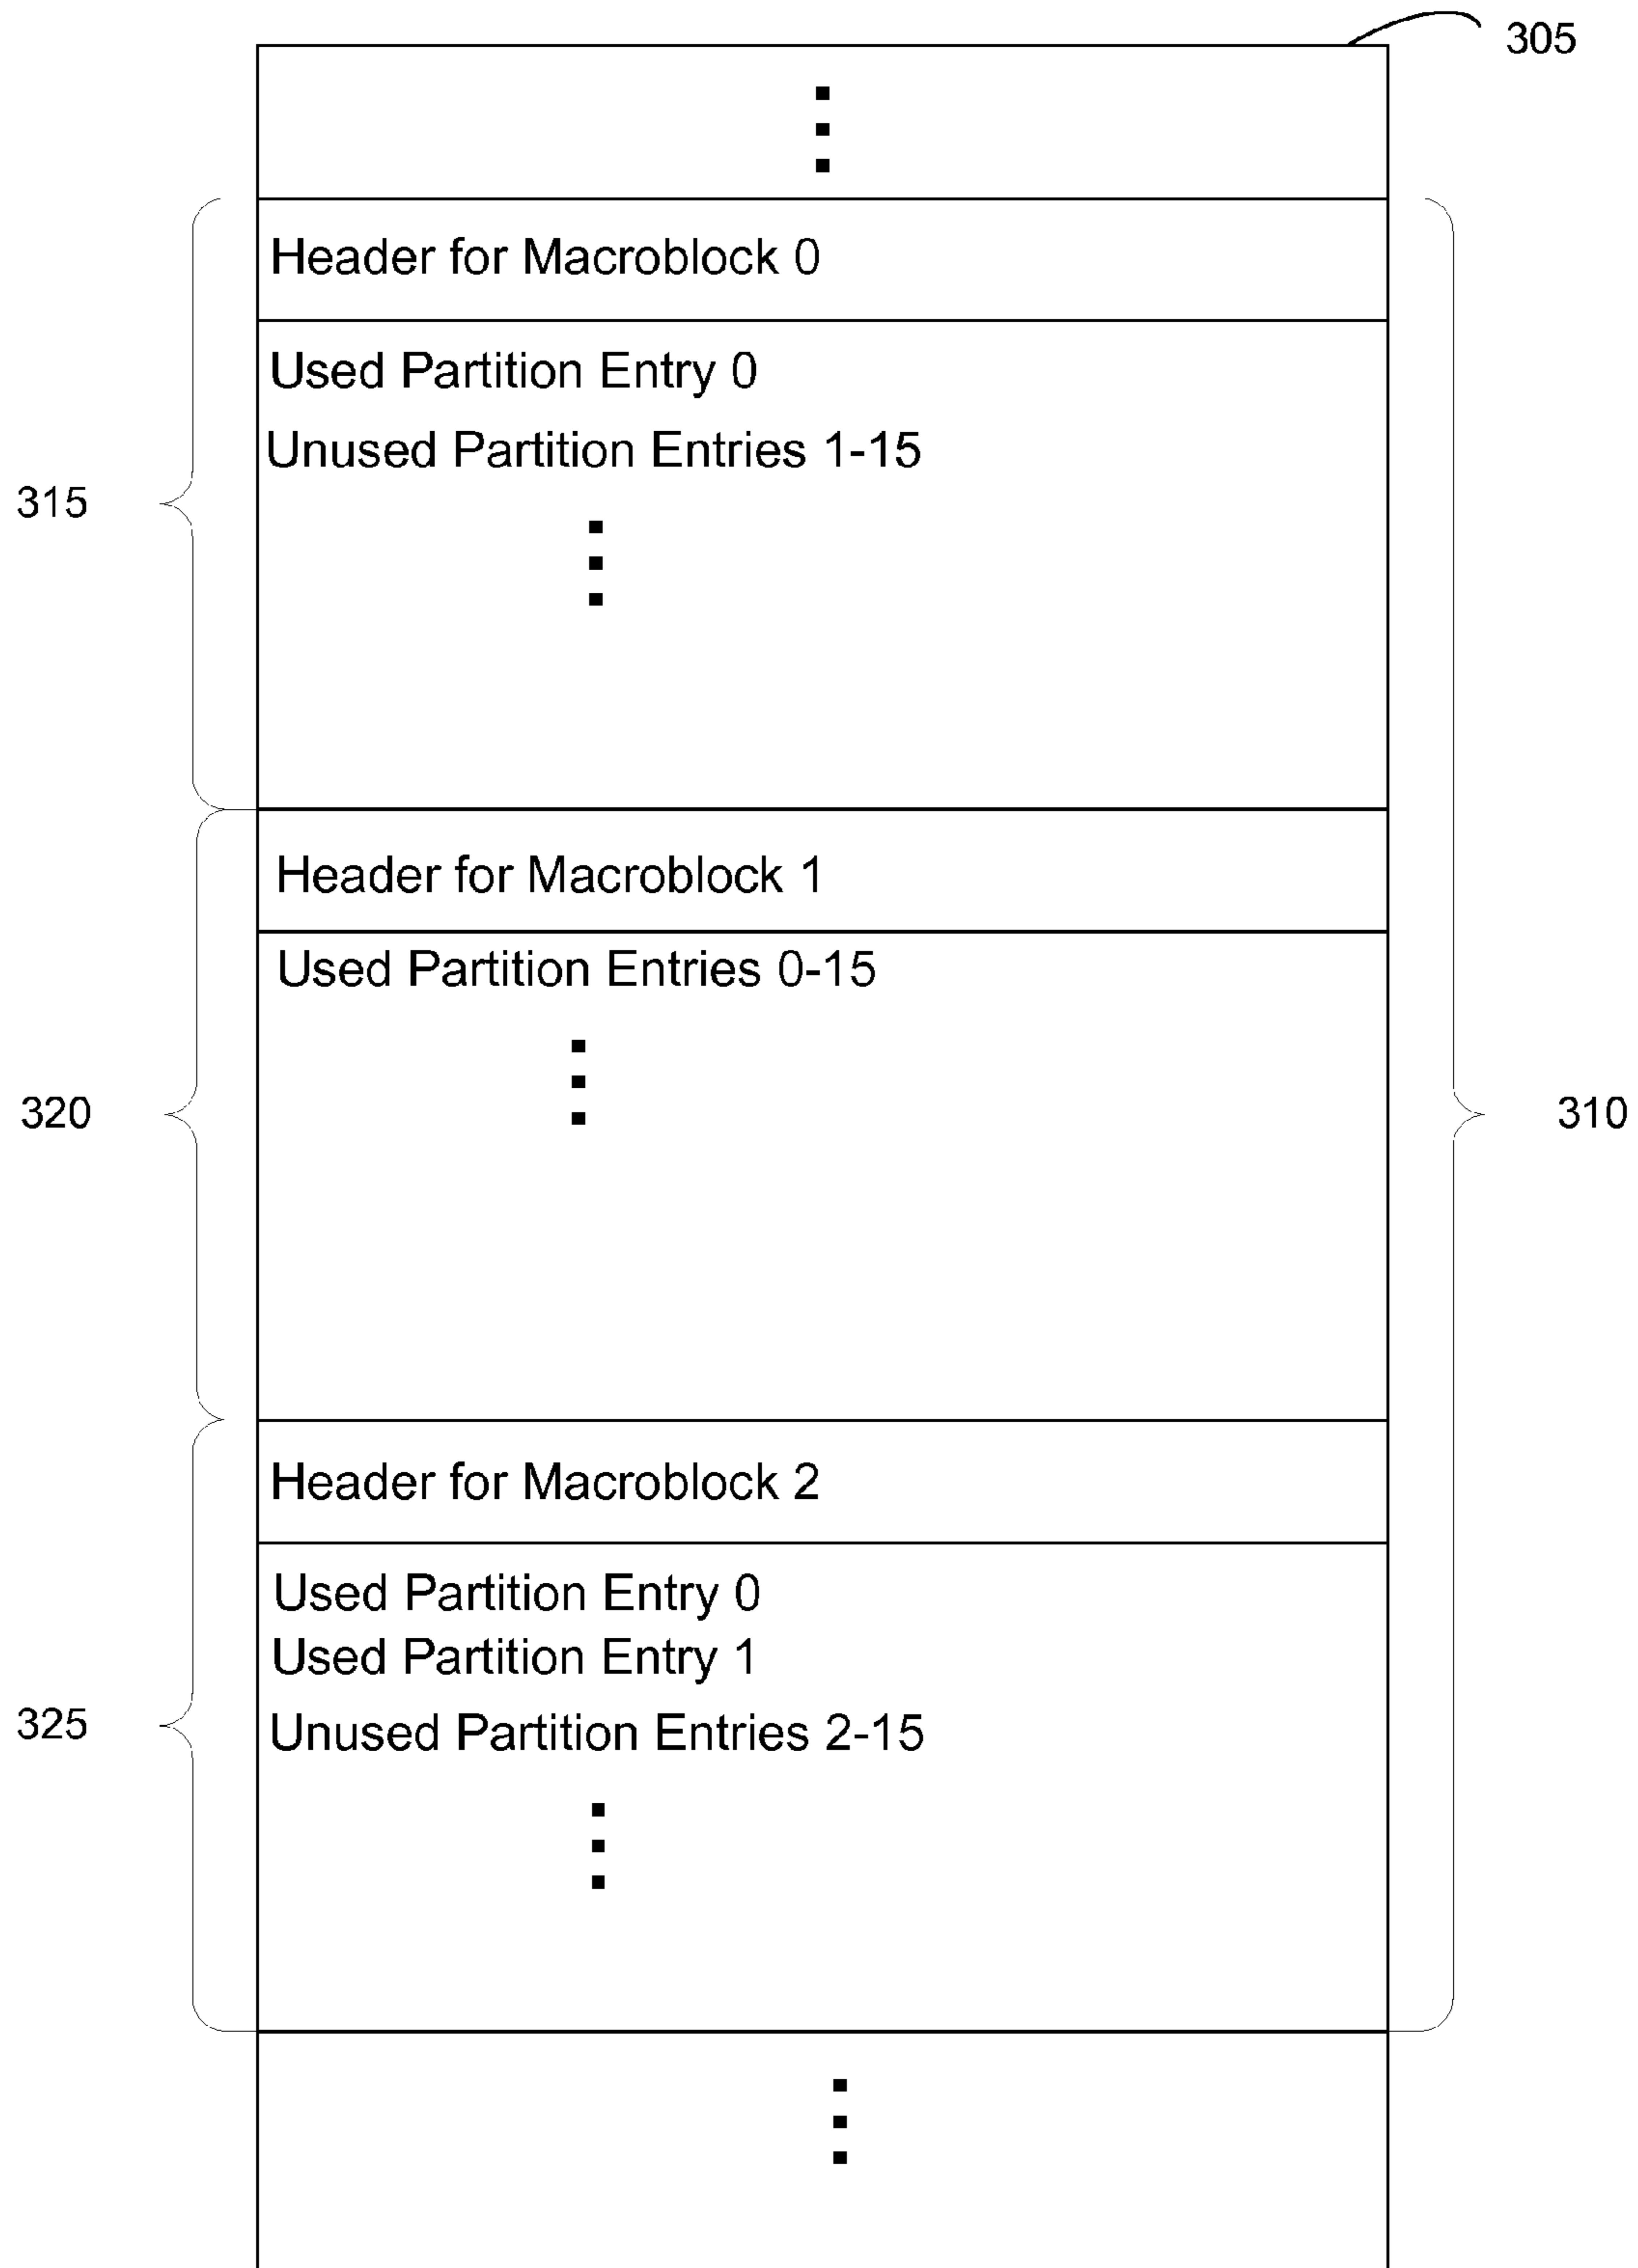 305
Header for Macroblock 0
Used Partition Entry 0
Unused Partition Entries 1-15
315
Header for Macroblock 1
Used Partition Entries 0-15
320
310
Header for Macroblock 2
Used Partition Entry 0
Used Partition Entry 1
Unused Partition Entries 2-15
325